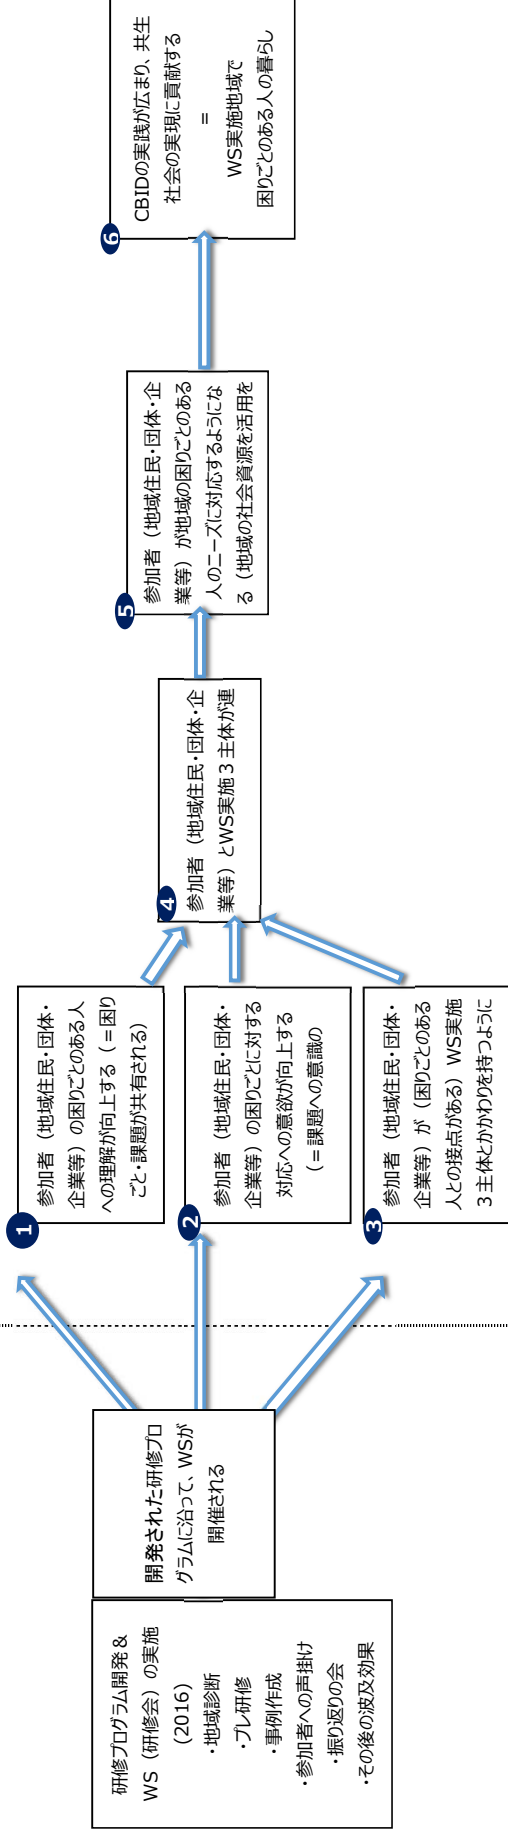 研修プログラム開発＆
WS（研修会）の実施
(2016)
・地域診断
・プレ研修
・事例作成
・参加者への声掛け
・振り返りの会
・その後の波及効果
開発された研修プロ
グラムに沿って、WSが
開催される
1
参加者（地域住民・団体・
企業等）の困りごとのある人
への理解が向上する（＝困り
ごと・課題が共有される）
2
参加者（地域住民・団体・
企業等）の困りごとに対する
対応への意欲が向上する
（＝課題への意識の
3
参加者（地域住民・団体・
企業等）が（困りごとのある
人との接点がある）WS実施
３主体とかかわりを持つように
4
参加者（地域住民・団体・企
業等）とWS実施３主体が連
5
参加者（地域住民・団体・企
業等）が地域の困りごとのある
人のニーズに対応するようにな
る（地域の社会資源を活用を
6
CBIDの実践が広まり、共生
社会の実現に貢献する
＝
WS実施地域で
困りごとのある人の暮らし